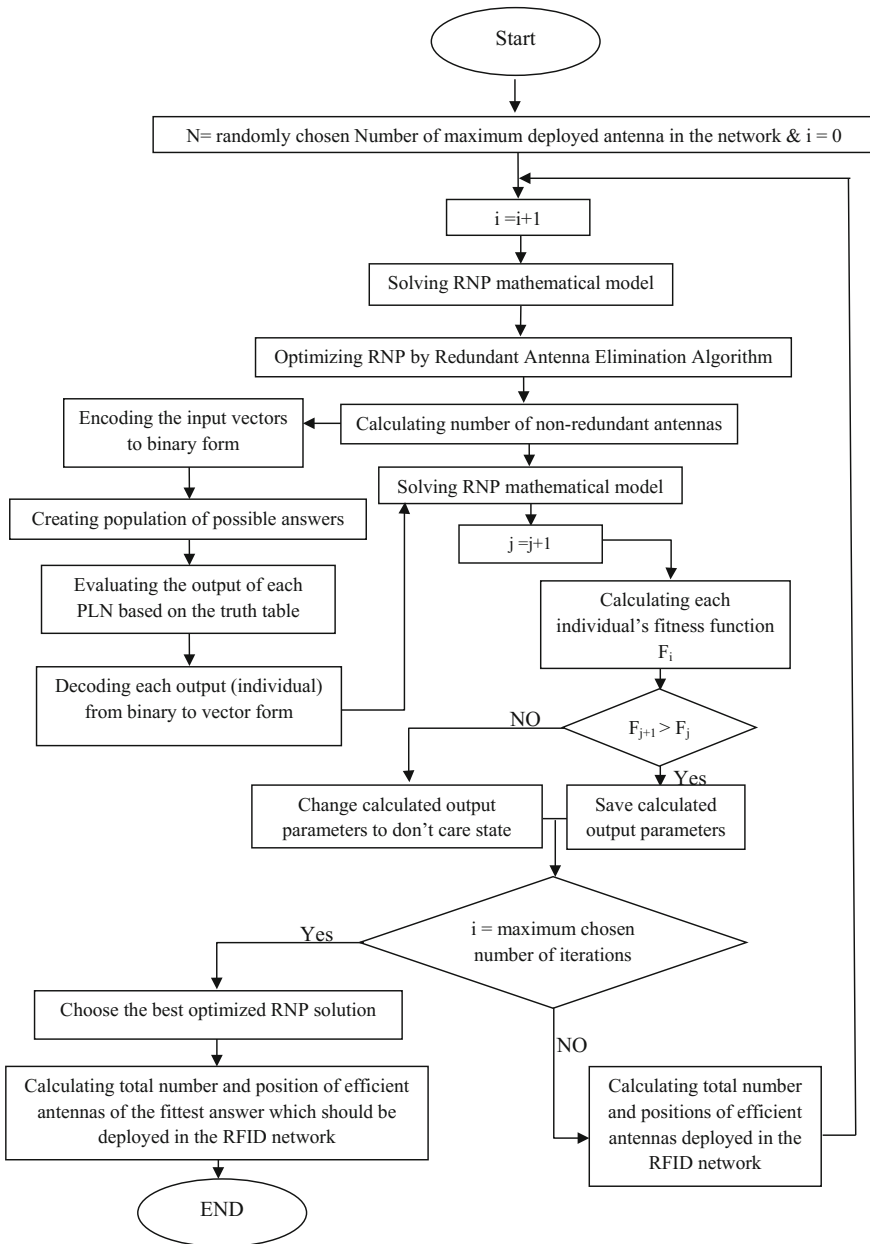 Start
N= randomly chosen Number of maximum deployed antenna in the network & i = 0
i =i+1
Solving RNP mathematical model
Optimizing RNP by Redundant Antenna Elimination Algorithm
Encoding the input vectors
to binary form
Calculating number of non-redundant antennas
Solving RNP mathematical model
Creating population of possible answers
j =j+1
Evaluating the output of each
PLN based on the truth table
Calculating each
individual’s fitness function
Fi
Decoding each output (individual)
from binary to vector form
NO
Fj+1 > Fj
Yes
Change calculated output
parameters to don’t care state
Save calculated
output parameters
Yes
i = maximum chosen
number of iterations
Choose the best optimized RNP solution
NO
Calculating total number and position of efficient
antennas of the fittest answer which should be
deployed in the RFID network
Calculating total number
and positions of efficient
antennas deployed in the
RFID network
END